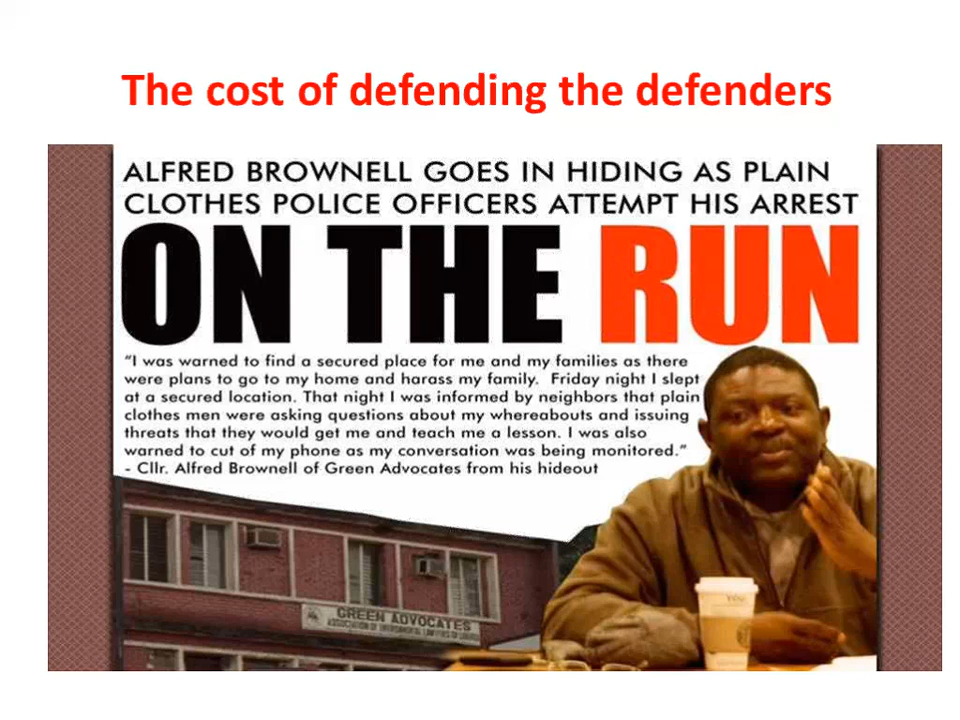 The cost of defending the defenders
ALFRED BROWNELL GOES IN HIDING AS PLAIN
CLOTHES POLICE OFFICERS ATTEMPT HIS ARREST
ON THE RUN
“I was warned to find a secured place for me and my families as there
were plans to go to my home and harass my family. Friday night I slept
at a secured location. That night I was informed by neighbors that plain
clothes men were asking questions about my whereabouts and issuing
threats that they would get me and teach me a lesson. I was also
warned to cut of my phone as my conversation was being monitored.”
- Cllr. Alfred Brownell of Green Advocates from his hideout
GREEN ADVOCATES
ASSOCIATION OF ENVIRONMENTAL LAWYERS OF